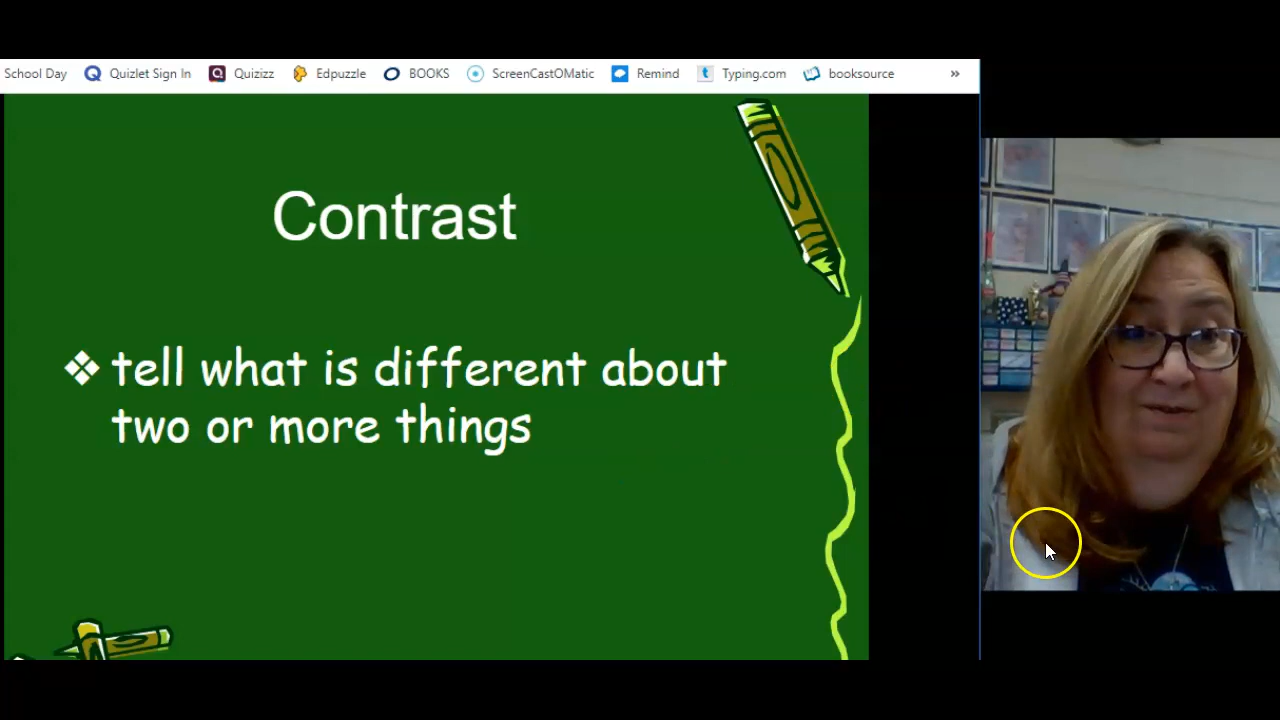 School Day Quizlet Sign In Quizizz Edpuzzle BOOKS ScreenCastOMatic Remind Typing.com booksource »
Contrast
❖ tell what is different about
two or more things